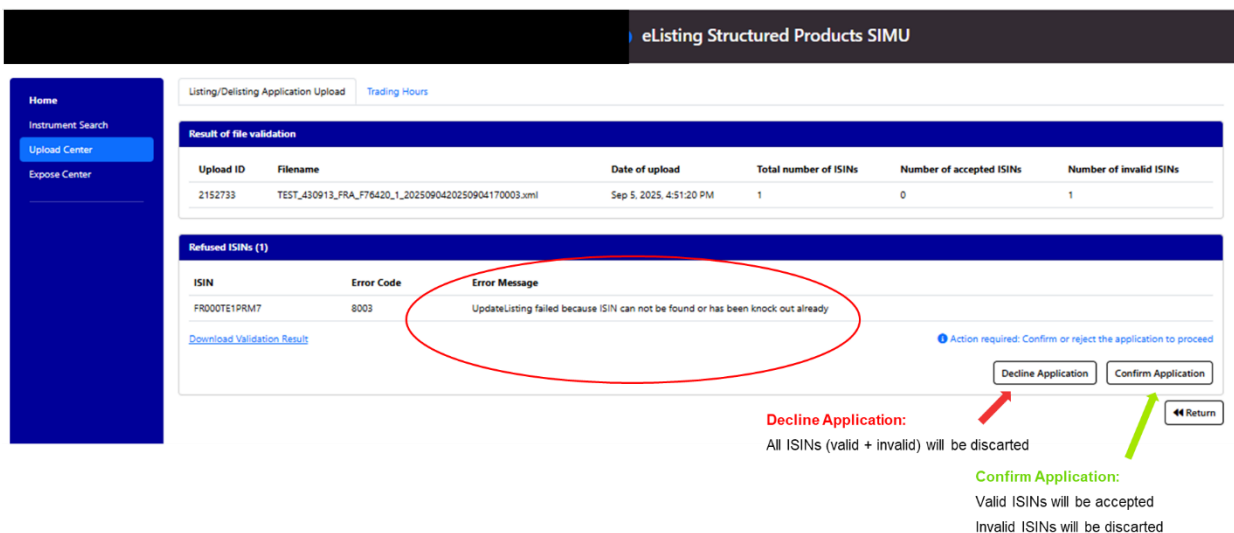 eListing Structured Products SIMU
Home
Instrument Search
Upload Center
Expose Center
Listing/Delisting Application Upload Trading Hours
Result of file validation
Upload ID Filename Date of upload Total number of ISINs Number of accepted ISINs Number of invalid ISINs
2152733 TEST_430913_FRA_F76420_1_2025090420250904170003.xml Sep 5, 2025, 4:51:20 PM 1 0 1
Refused ISINs (1)
ISIN Error Code Error Message
FR000TE1PRM7 8003 UpdateListing failed because ISIN can not be found or has been knock out already
Download Validation Result Action required: Confirm or reject the application to proceed
Decline Application Confirm Application
Return
Decline Application:
All ISINs (valid + invalid) will be discarted
Confirm Application:
Valid ISINs will be accepted
Invalid ISINs will be discarted